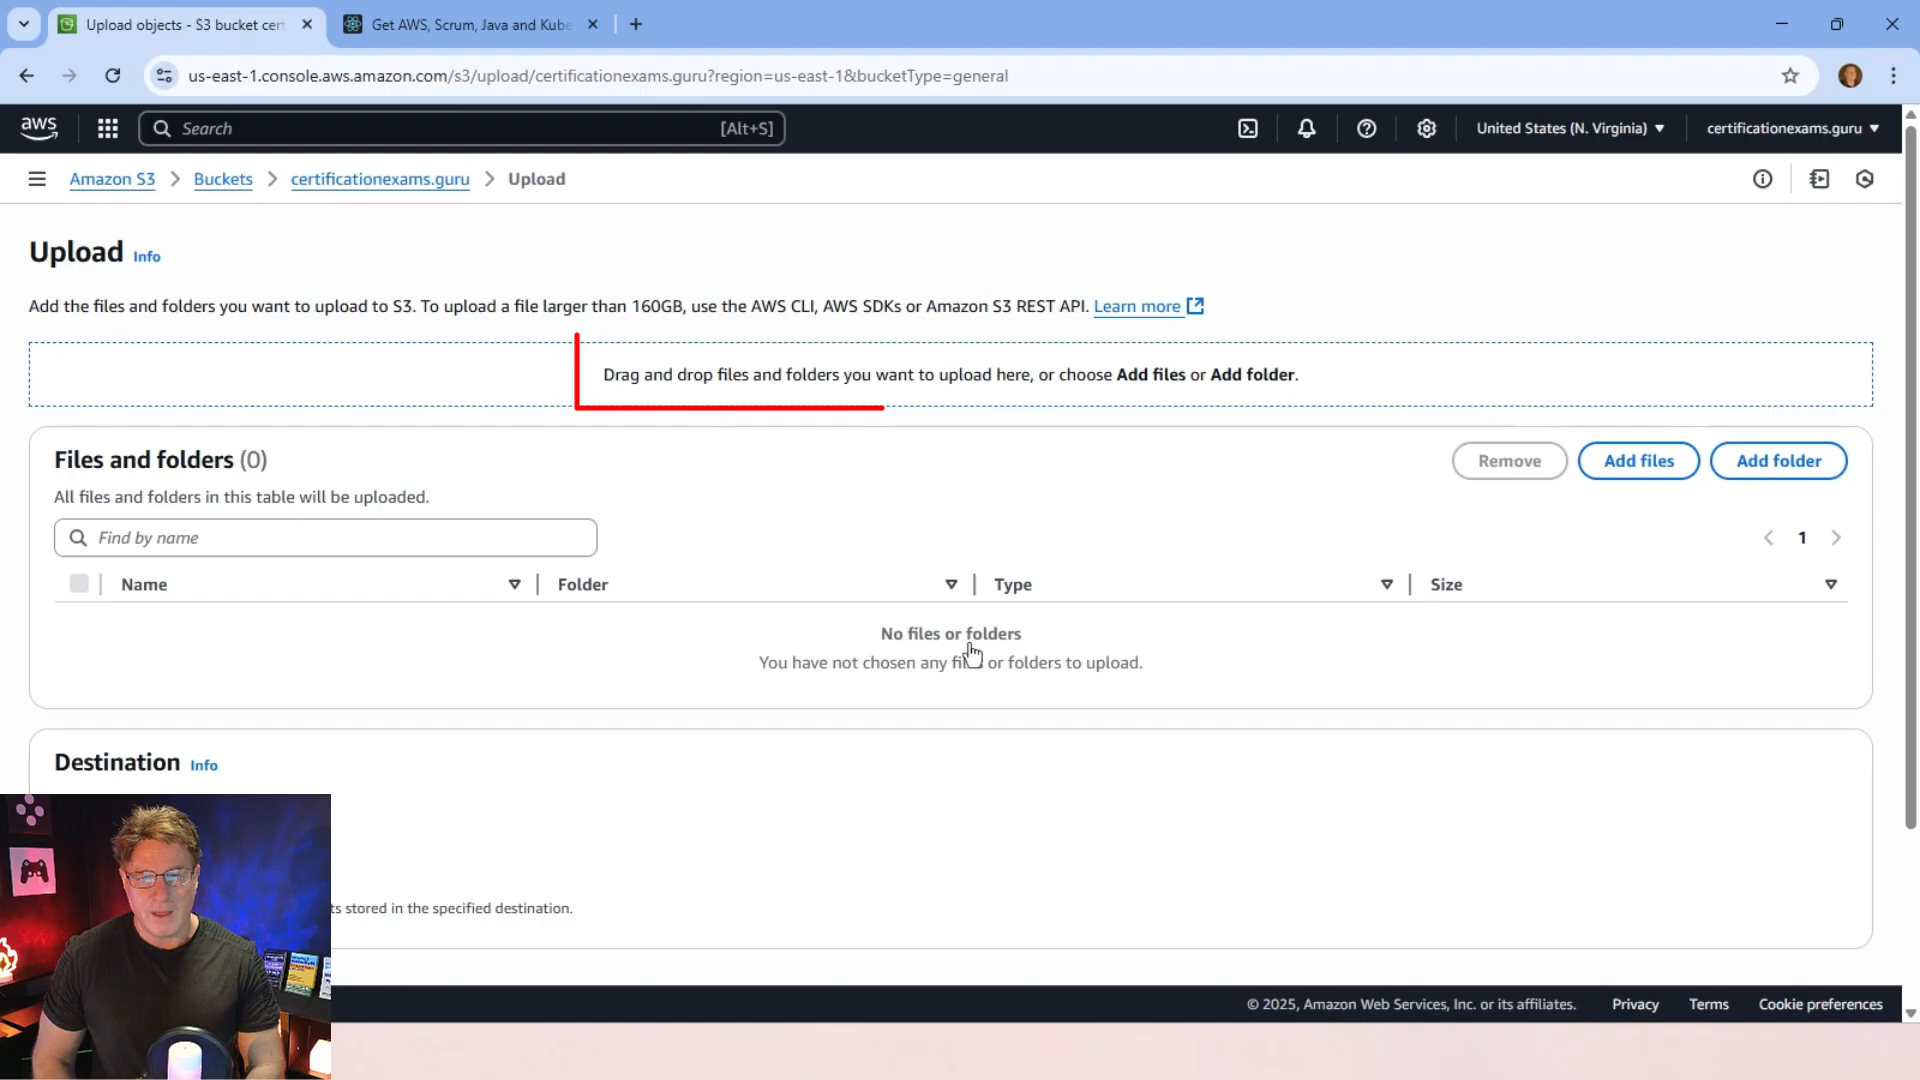 Upload objects - S3 bucket cert
Get AWS, Scrum, Java and Kube
us-east-1.console.aws.amazon.com/s3/upload/certificationexams.guru?region=us-east-1&bucketType=general
aws
Search
[Alt+S]
United States (N. Virginia)
certificationexams.guru
Amazon S3
Buckets
certificationexams.guru
Upload
Upload Info
Add the files and folders you want to upload to S3. To upload a file larger than 160GB, use the AWS CLI, AWS SDKs or Amazon S3 REST API. Learn more
Drag and drop files and folders you want to upload here, or choose Add files or Add folder.
Files and folders (0)
Remove
Add files
Add folder
All files and folders in this table will be uploaded.
Find by name
1
Name
Folder
Type
Size
No files or folders
You have not chosen any or folders to upload.
Destination Info
ts stored in the specified destination.
© 2025, Amazon Web Services, Inc. or its affiliates.
Privacy
Terms
Cookie preferences